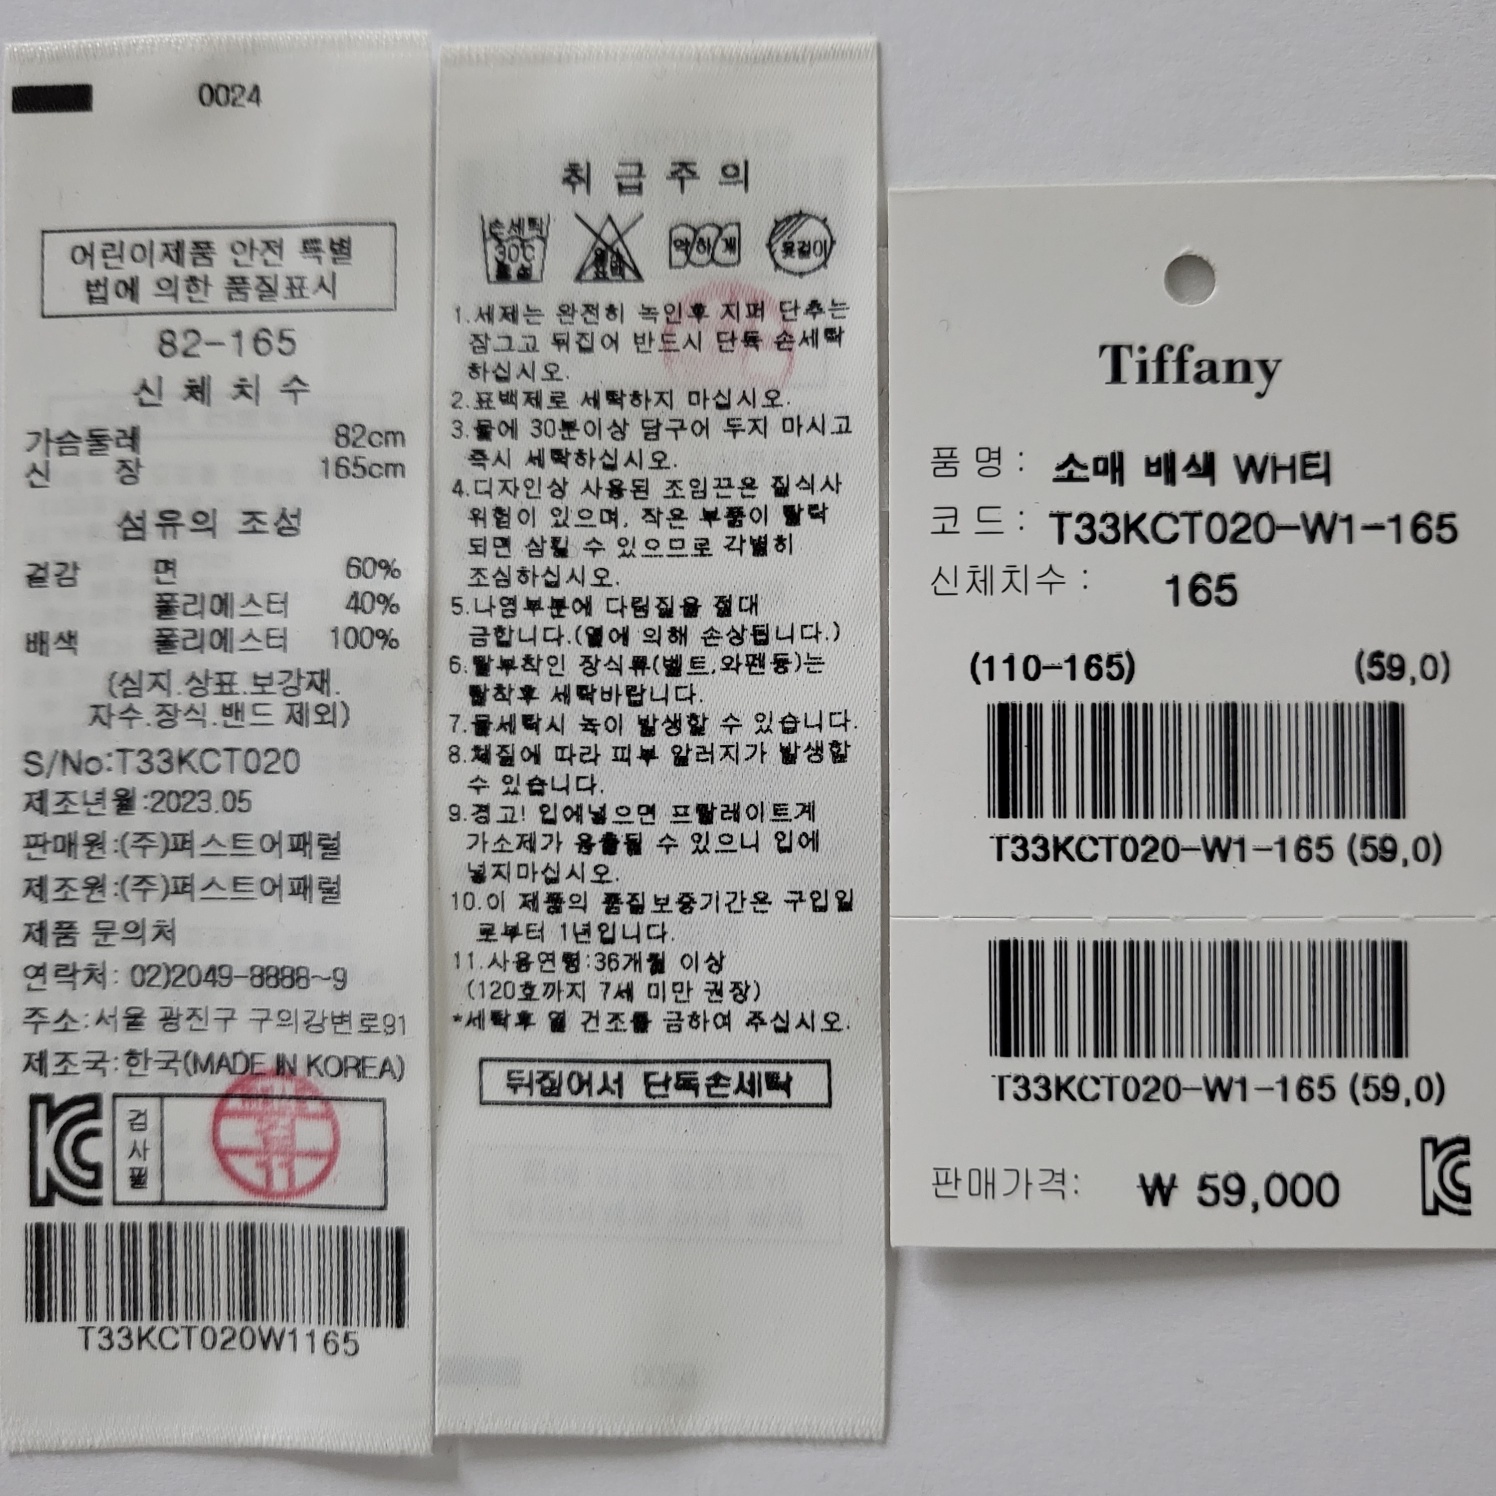 0024
어린이제품 안전 특별
법에 의한 품질표시
82-165
신 체 치 수
가슴둘레 82cm
신 장 165cm
섬유의 조성
겉감 면 60%
폴리에스터 40%
배색 폴리에스터 100%
(심지.상표.보강재.
자수.장식.밴드 제외)
S/No:T33KCT020
제조년월:2023.05
판매원:(주)퍼스트어패럴
제조원:(주)퍼스트어패럴
제품 문의처
연락처: 02)2049-8888~9
주소:서울 광진구 구의강변로91
제조국:한국(MADE IN KOREA)
KC 검사필
T33KCT020W1165
취 급 주 의
손세탁 30℃ 중성
염소표백
약하게
옷걸이
1.세제는 완전히 녹인후 지퍼 단추는
잠그고 뒤집어 반드시 단독 손세탁
하십시오.
2.표백제로 세탁하지 마십시오.
3.물에 30분이상 담구어 두지 마시고
즉시 세탁하십시오.
4.디자인상 사용된 조임끈은 질식사
위험이 있으며, 작은 부품이 탈락
되면 삼킬 수 있으므로 각별히
조심하십시오.
5.나염부분에 다림질을 절대
금합니다.(열에 의해 손상됩니다.)
6.탈부착인 장식류(벨트,와펜등)는
탈착후 세탁바랍니다.
7.물세탁시 녹이 발생할 수 있습니다.
8.체질에 따라 피부 알러지가 발생할
수 있습니다.
9.경고! 입에넣으면 프탈레이트계
가소제가 용출될 수 있으니 입에
넣지마십시오.
10.이 제품의 품질보증기간은 구입일
로부터 1년입니다.
11.사용연령:36개월 이상
(120호까지 7세 미만 권장)
*세탁후 열 건조를 금하여 주십시오.
뒤집어서 단독손세탁
Tiffany
품 명 : 소매 배색 WH티
코 드 : T33KCT020-W1-165
신체치수 : 165
(110-165) (59,0)
T33KCT020-W1-165 (59,0)
T33KCT020-W1-165 (59,0)
판매가격: ₩ 59,000
KC